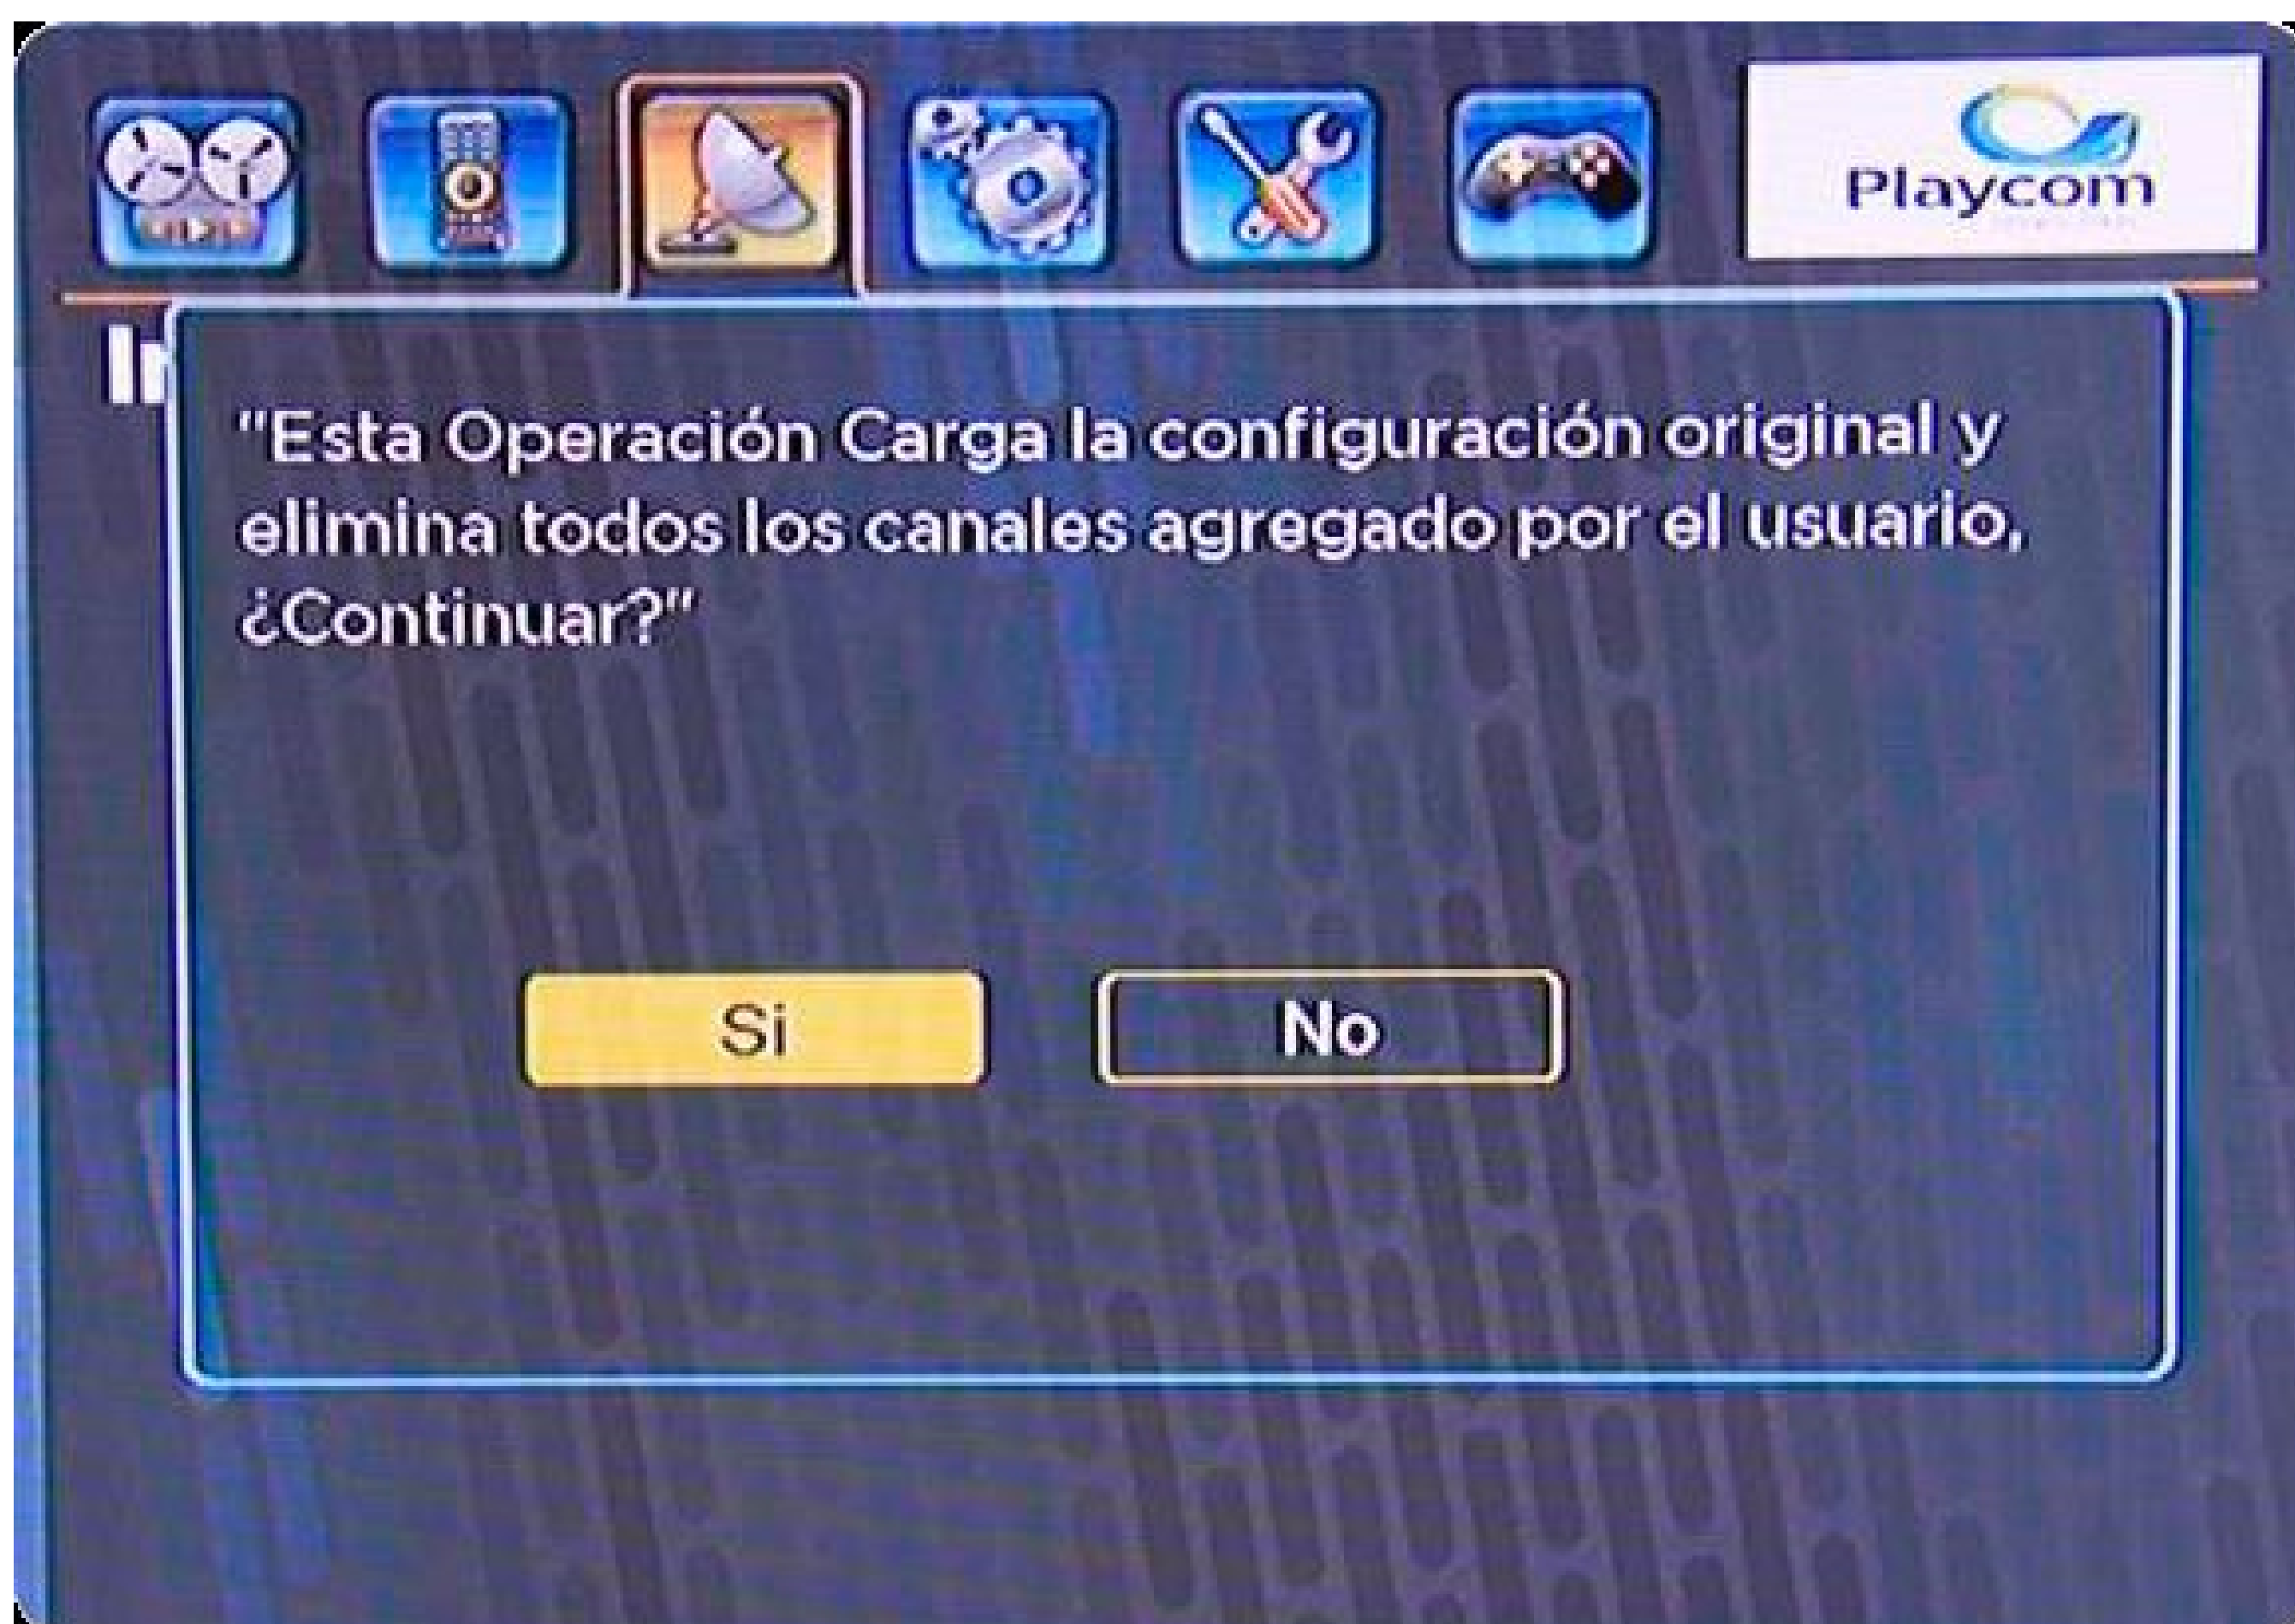 Playcom
"Esta Operación Carga la configuración original y
elimina todos los canales agregado por el usuario,
¿Continuar?"
Si
No